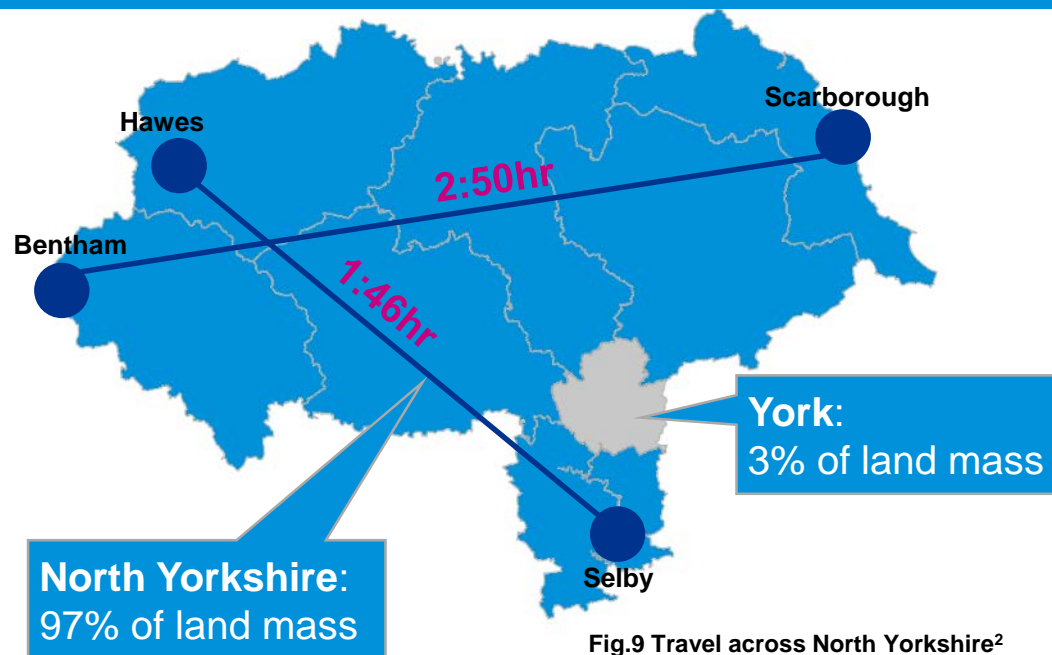 Scarborough
Hawes
2:50hr
Bentham
1:46hr
York:
3% of land mass
North Yorkshire:
97% of land mass
Selby
Fig.9 Travel across North Yorkshire²